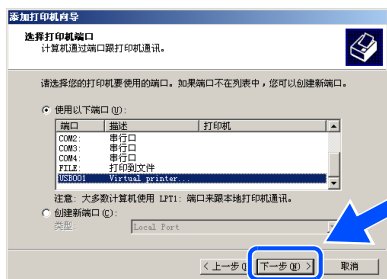 添加打印机向导
选择打印机端口
计算机通过端口跟打印机通讯。
请选择您的打印机要使用的端口。如果端口不在列表中，您可以创建新端口。
使用以下端口(U):
端口 描述 打印机
COM2: 串行口
COM3: 串行口
COM4: 串行口
FILE: 打印到文件
USB001 Virtual printer...
注意: 大多数计算机使用 LPT1: 端口来跟本地打印机通讯。
创建新端口(C):
类型: Local Port
< 上一步 下一步(N) > 取消